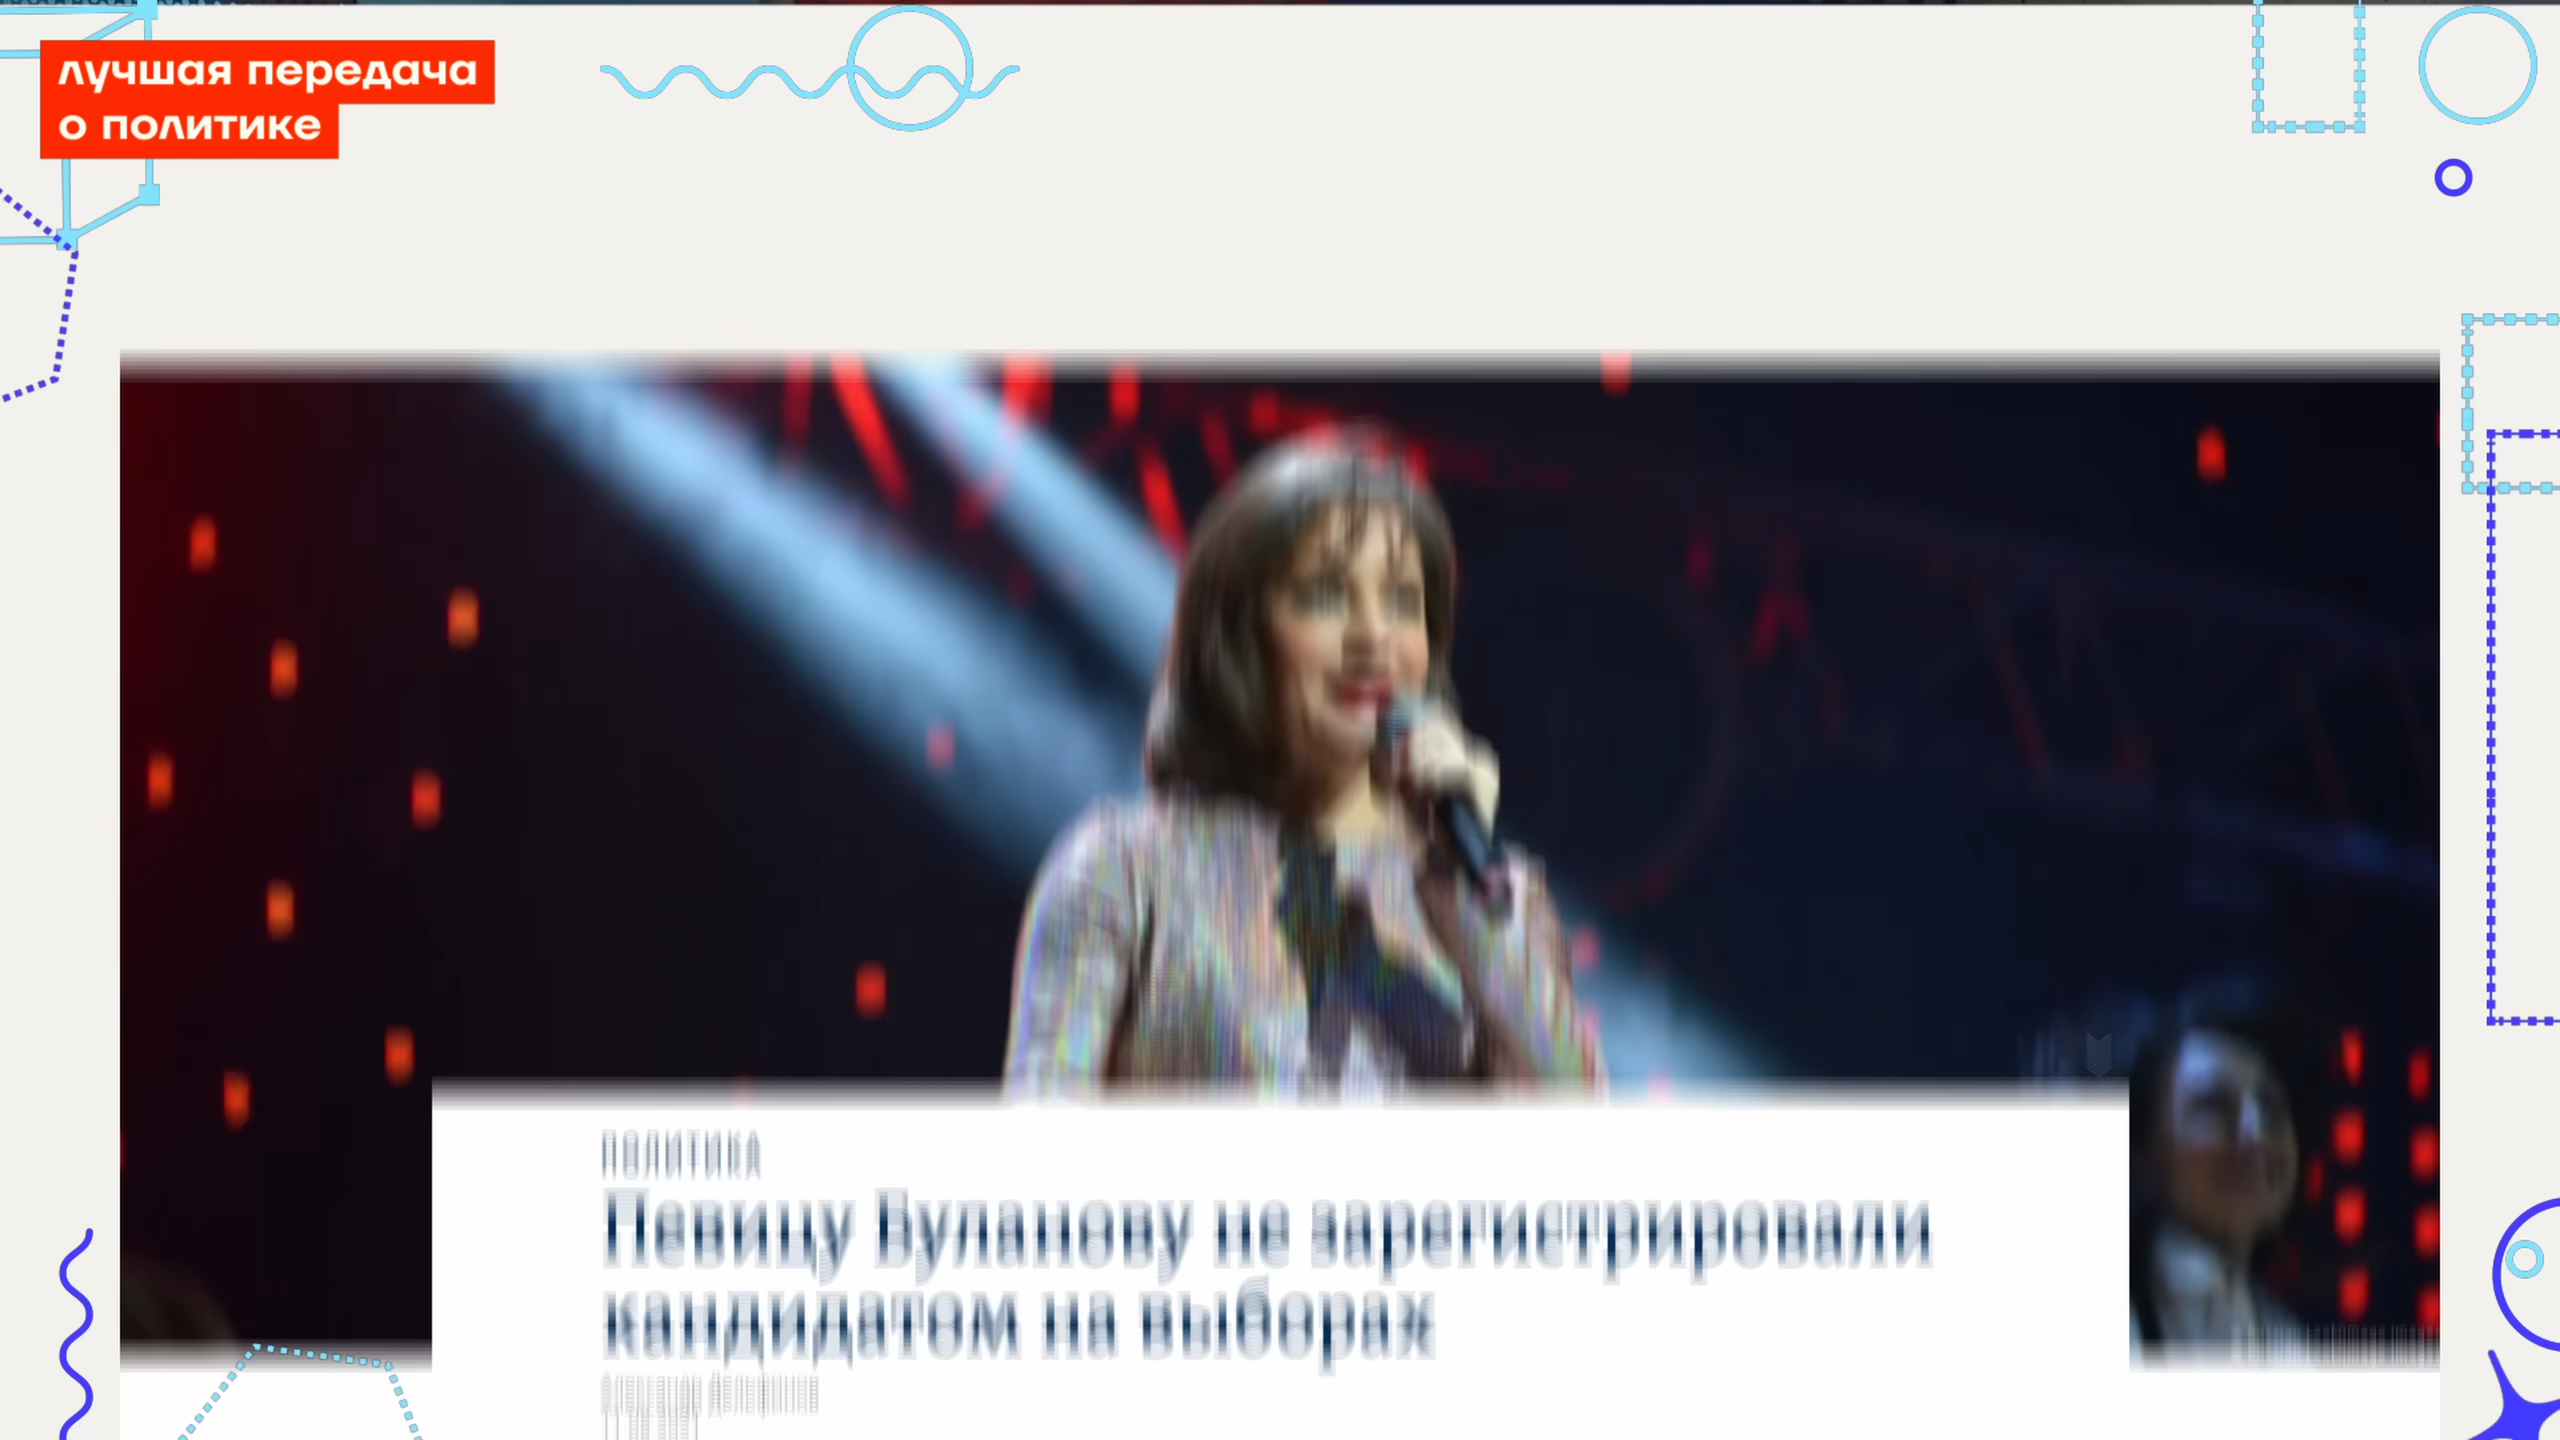 лучшая передача
о политике
ПОЛИТИКА
Певицу Буланову не зарегистрировали
кандидатом на выборах